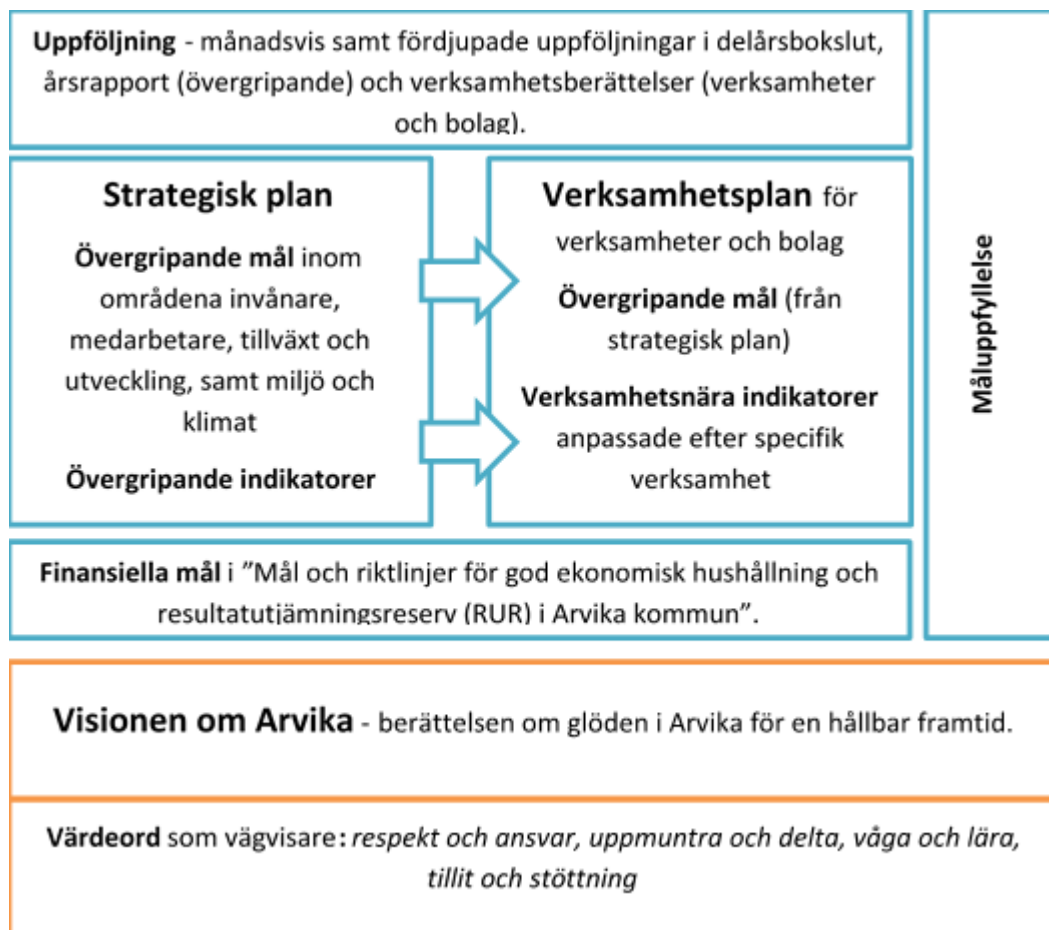 Uppföljning - månadsvis samt fördjupade uppföljningar i delårsbokslut,
årsrapport (övergripande) och verksamhetsberättelser (verksamheter
och bolag).
Strategisk plan
Övergripande mål inom
områdena invånare,
medarbetare, tillväxt och
utveckling, samt miljö och
klimat
Övergripande indikatorer
Verksamhetsplan för
verksamheter och bolag
Övergripande mål (från
strategisk plan)
Verksamhetsnära indikatorer
anpassade efter specifik
verksamhet
Måluppfyllelse
Finansiella mål i ”Mål och riktlinjer för god ekonomisk hushållning och
resultatutjämningsreserv (RUR) i Arvika kommun”.
Visionen om Arvika - berättelsen om glöden i Arvika för en hållbar framtid.
Värdeord som vägvisare: respekt och ansvar, uppmuntra och delta, våga och lära,
tillit och stöttning